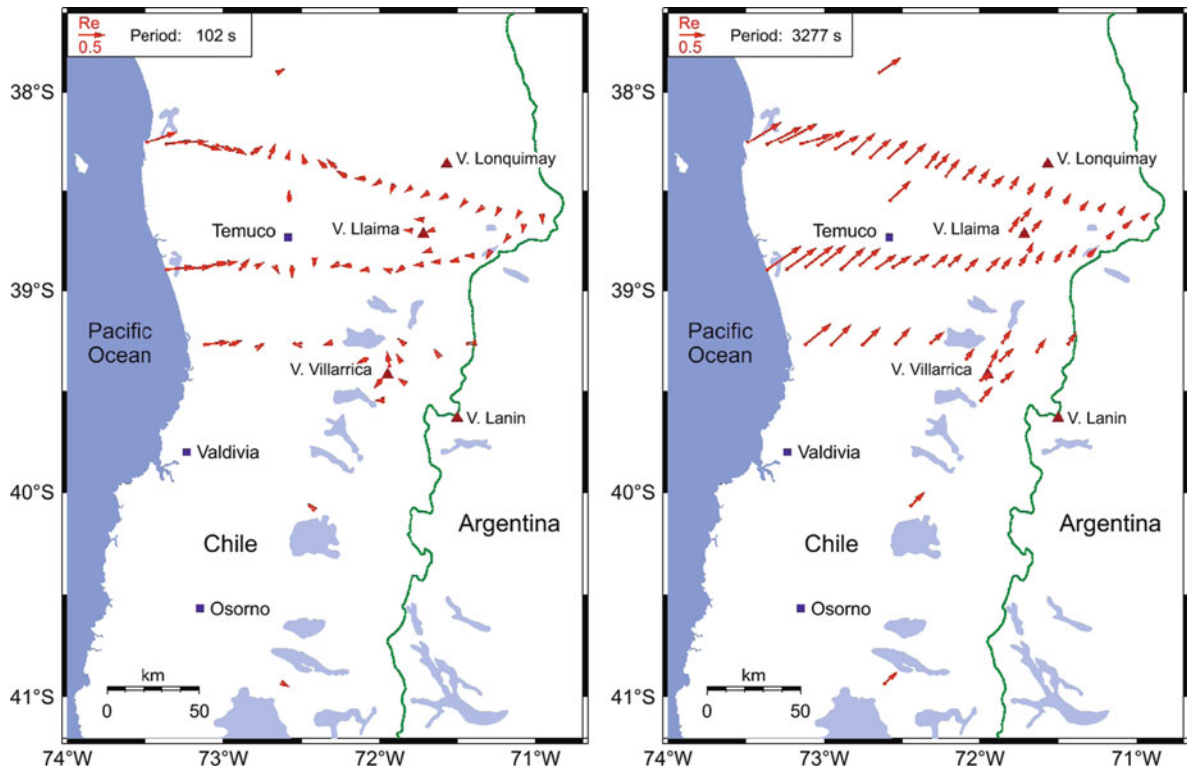 Re
0.5
Period: 102 s
38°S
39°S
40°S
41°S
V. Lonquimay
V. Llaima
Temuco
Pacific
Ocean
V. Villarrica
V. Lanin
Valdivia
Argentina
Chile
Osorno
km
0 50
74°W 73°W 72°W 71°W
Re
0.5
Period: 3277 s
V. Lonquimay
V. Llaima
Temuco
Pacific
Ocean
V. Villarrica
V. Lanin
Valdivia
Argentina
Chile
Osorno
km
0 50
74°W 73°W 72°W 71°W
38°S
39°S
40°S
41°S